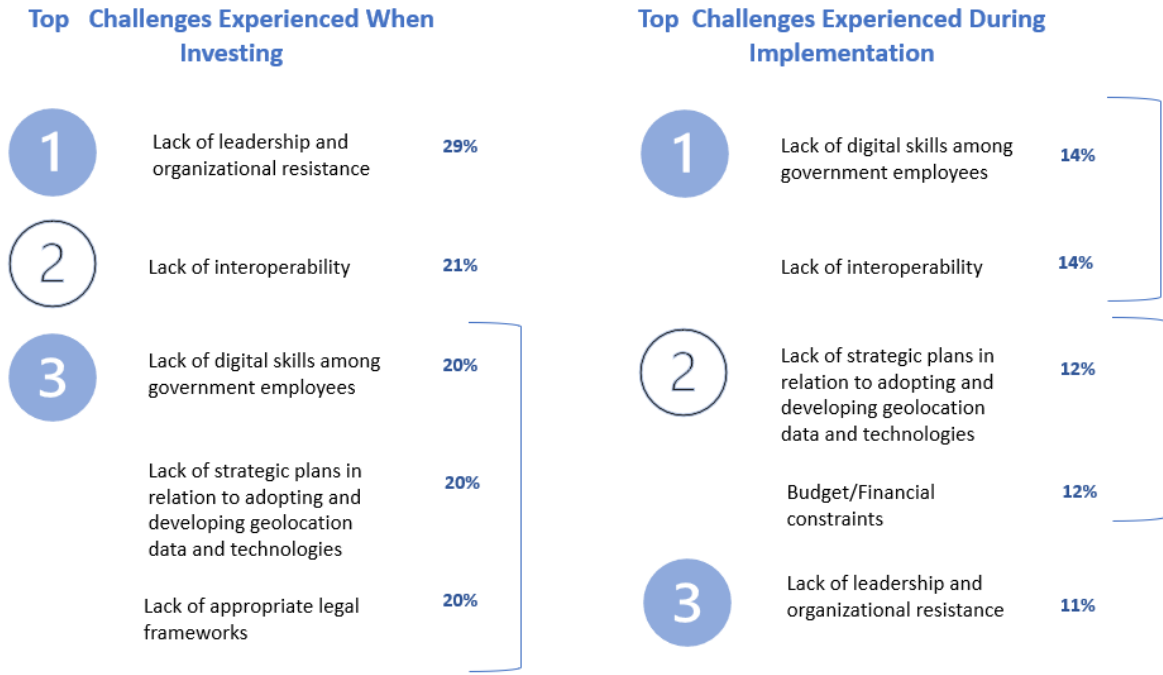 Top Challenges Experienced When
Investing
1
Lack of leadership and
organizational resistance
29%
2
Lack of interoperability
21%
3
Lack of digital skills among
government employees
20%
Lack of strategic plans in
relation to adopting and
developing geolocation
data and technologies
20%
Lack of appropriate legal
frameworks
20%
Top Challenges Experienced During
Implementation
1
Lack of digital skills among
government employees
14%
Lack of interoperability
14%
2
Lack of strategic plans in
relation to adopting and
developing geolocation
data and technologies
12%
Budget/Financial
constraints
12%
3
Lack of leadership and
organizational resistance
11%